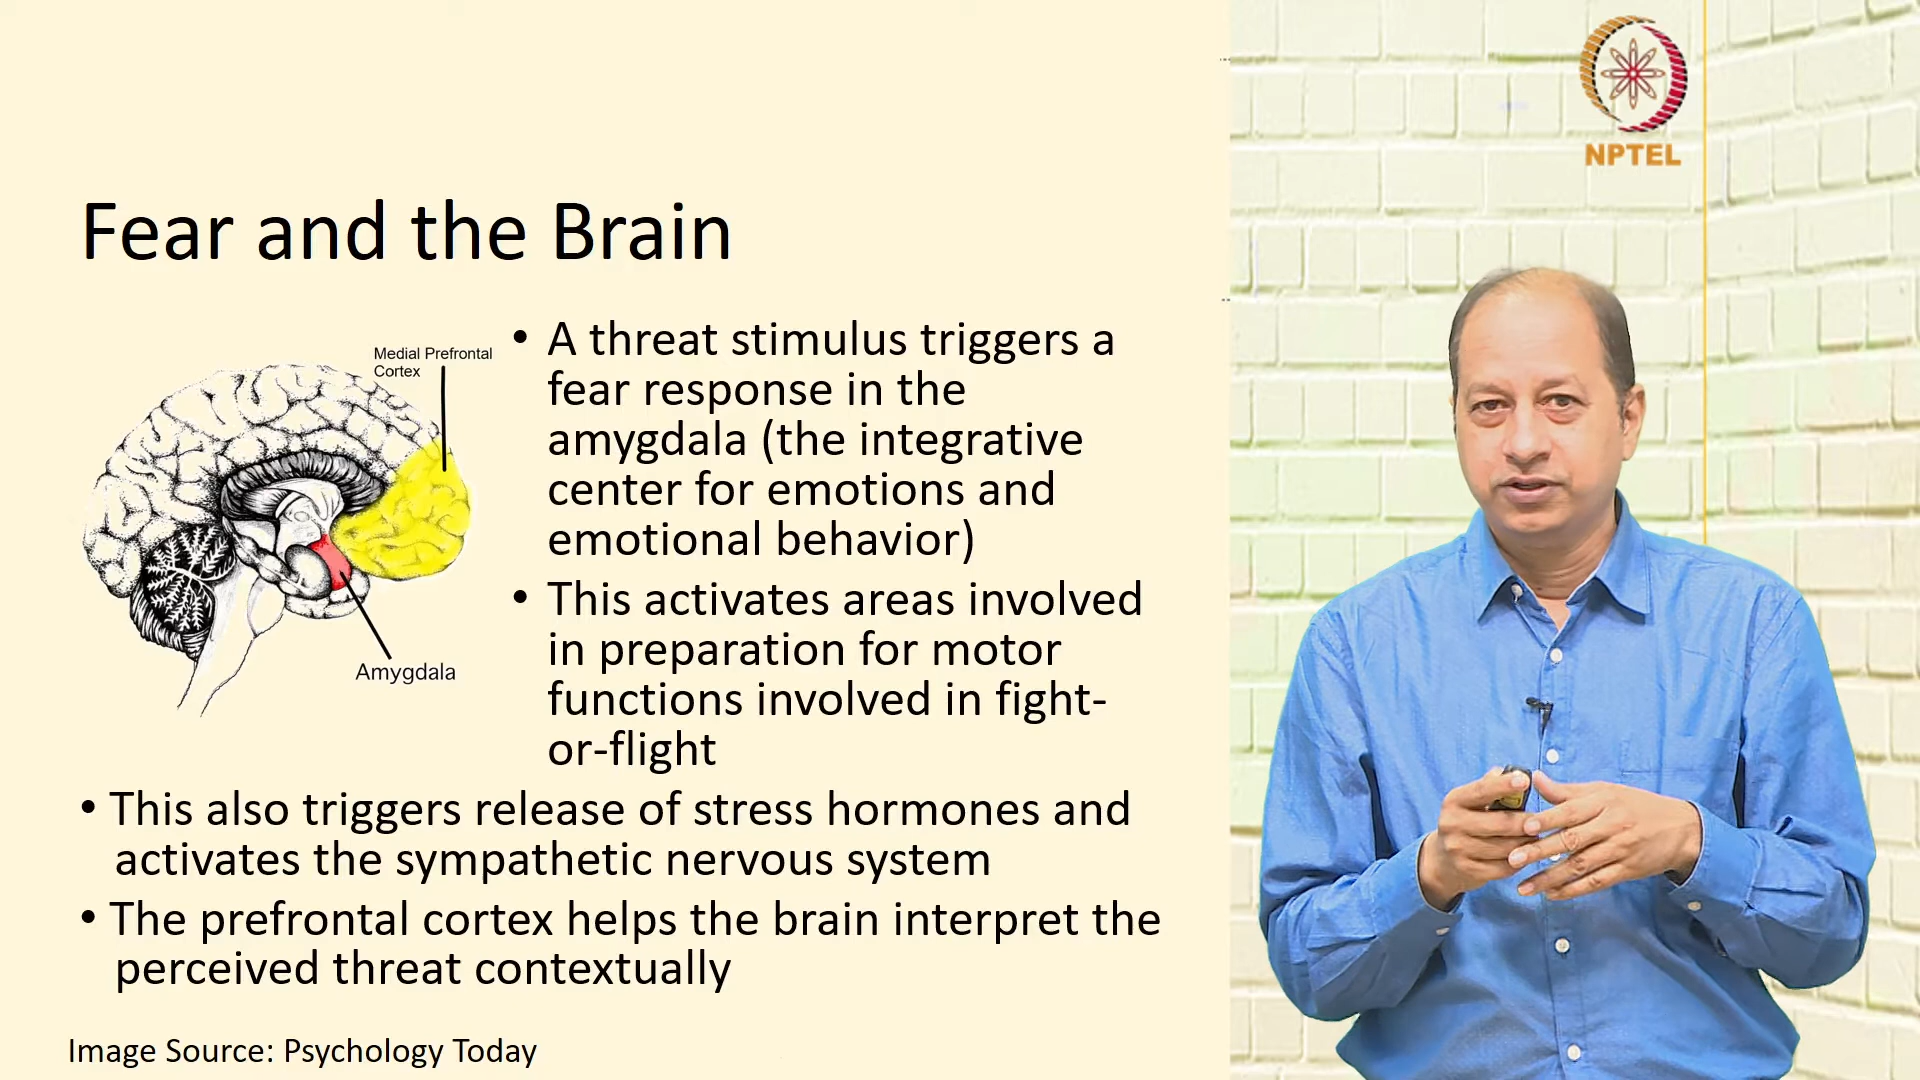 NPTEL
Fear and the Brain
Medial Prefrontal
Cortex
Amygdala
• A threat stimulus triggers a
fear response in the
amygdala (the integrative
center for emotions and
emotional behavior)
• This activates areas involved
in preparation for motor
functions involved in fight-
or-flight
• This also triggers release of stress hormones and
activates the sympathetic nervous system
• The prefrontal cortex helps the brain interpret the
perceived threat contextually
Image Source: Psychology Today